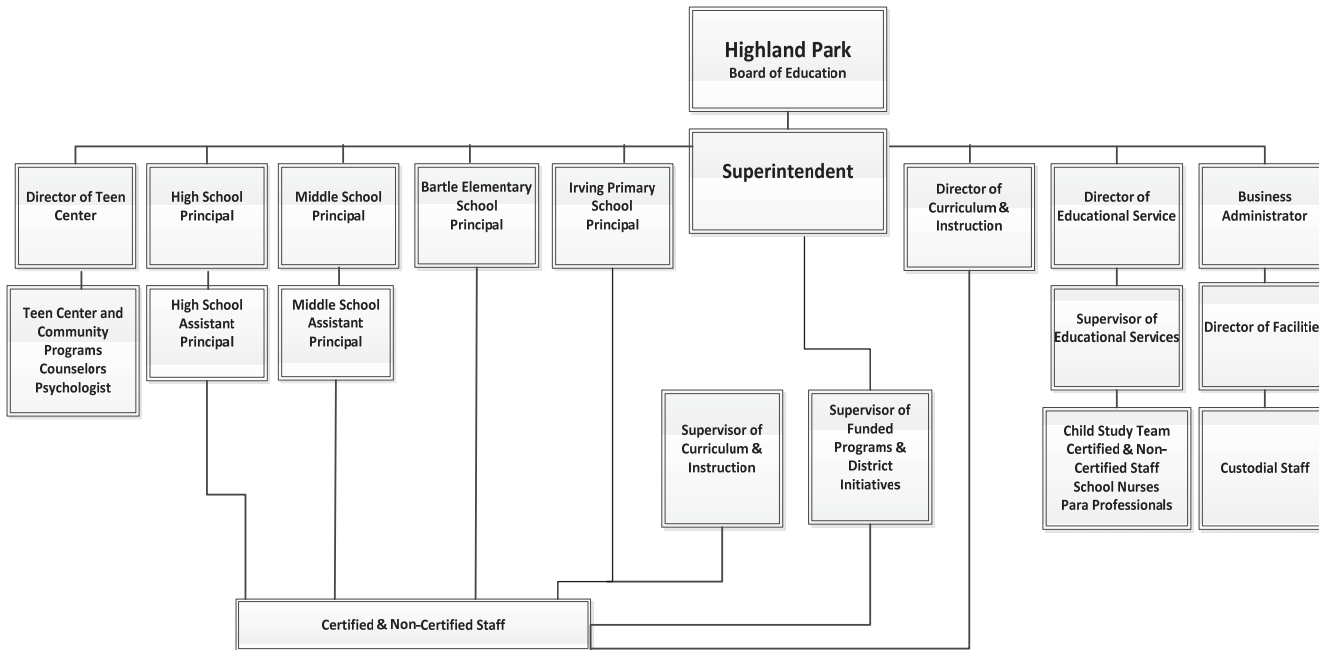 Highland Park
Board of Education
Superintendent
Director of Teen
Center
High School
Principal
Middle School
Principal
Bartle Elementary
School
Principal
Irving Primary
School
Principal
Director of
Curriculum &
Instruction
Director of
Educational Service
Business
Administrator
Teen Center and
Community
Programs
Counselors
Psychologist
High School
Assistant
Principal
Middle School
Assistant
Principal
Supervisor of
Educational Services
Director of Facilitie
Supervisor of
Curriculum &
Instruction
Supervisor of
Funded
Programs &
District
Initiatives
Child Study Team
Certified & Non-
Certified Staff
School Nurses
Para Professionals
Custodial Staff
Certified & Non-Certified Staff